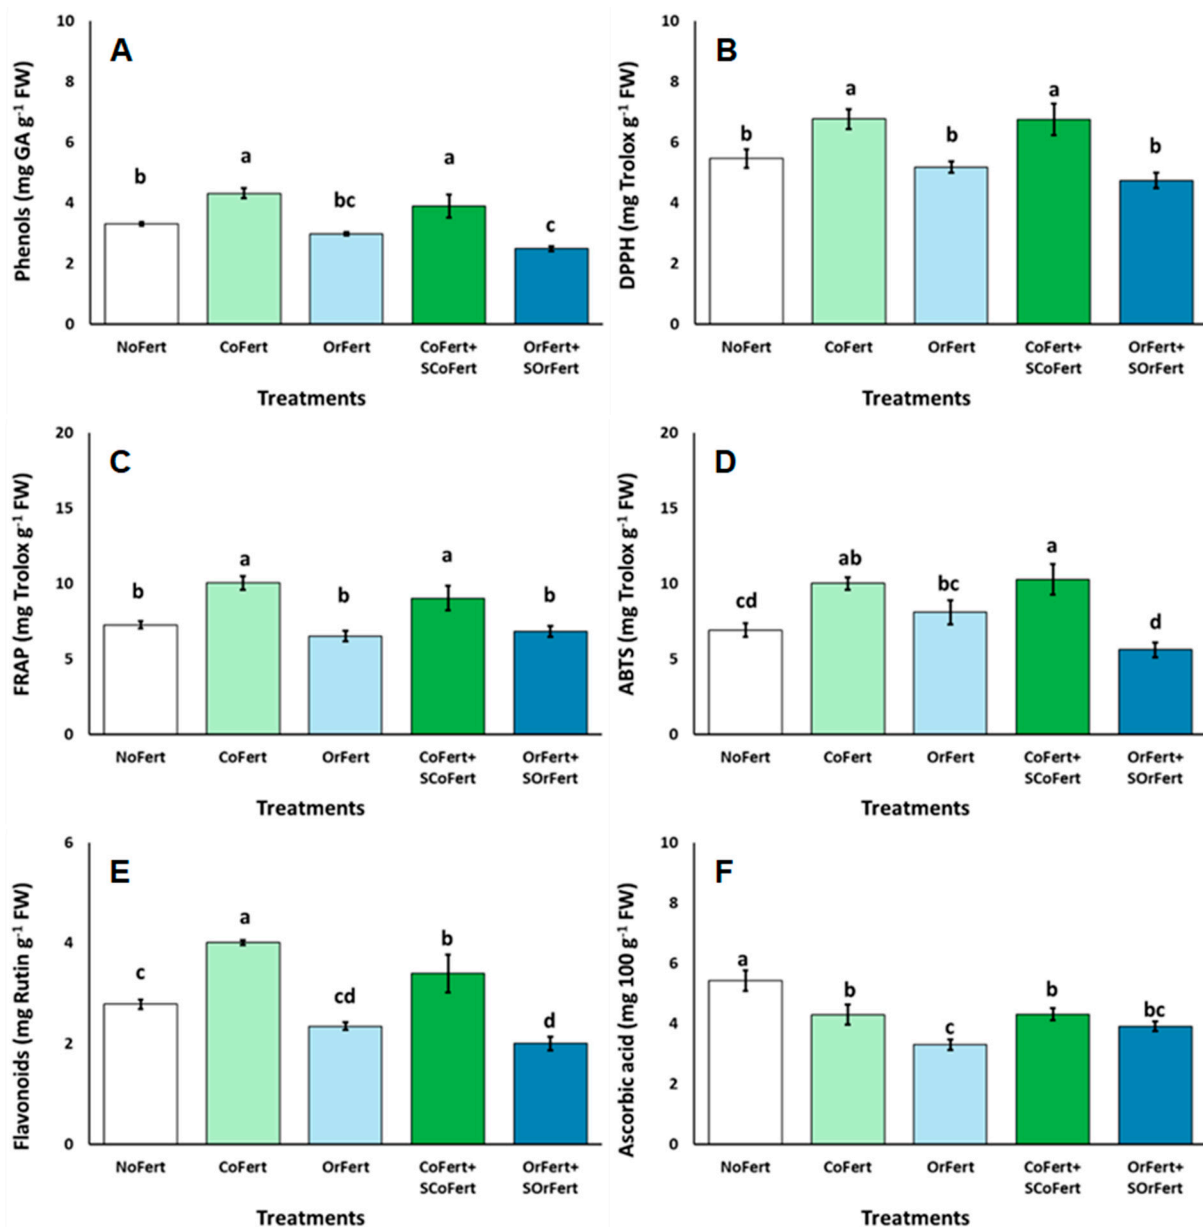 A
Phenols (mg GA g⁻¹ FW)
10
8
6
4
2
0
b
a
bc
a
c
NoFert CoFert OrFert CoFert+ OrFert+
SCoFert SOrFert
Treatments
B
DPPH (mg Trolox g⁻¹ FW)
10
8
6
4
2
0
b
a
b
a
b
NoFert CoFert OrFert CoFert+ OrFert+
SCoFert SOrFert
Treatments
C
FRAP (mg Trolox g⁻¹ FW)
20
15
10
5
0
b
a
b
a
b
NoFert CoFert OrFert CoFert+ OrFert+
SCoFert SOrFert
Treatments
D
ABTS (mg Trolox g⁻¹ FW)
20
15
10
5
0
cd
ab
bc
a
d
NoFert CoFert OrFert CoFert+ OrFert+
SCoFert SOrFert
Treatments
E
Flavonoids (mg Rutin g⁻¹ FW)
6
4
2
0
c
a
cd
b
d
NoFert CoFert OrFert CoFert+ OrFert+
SCoFert SOrFert
Treatments
F
Ascorbic acid (mg 100 g⁻¹ FW)
10
8
6
4
2
0
a
b
c
b
bc
NoFert CoFert OrFert CoFert+ OrFert+
SCoFert SOrFert
Treatments